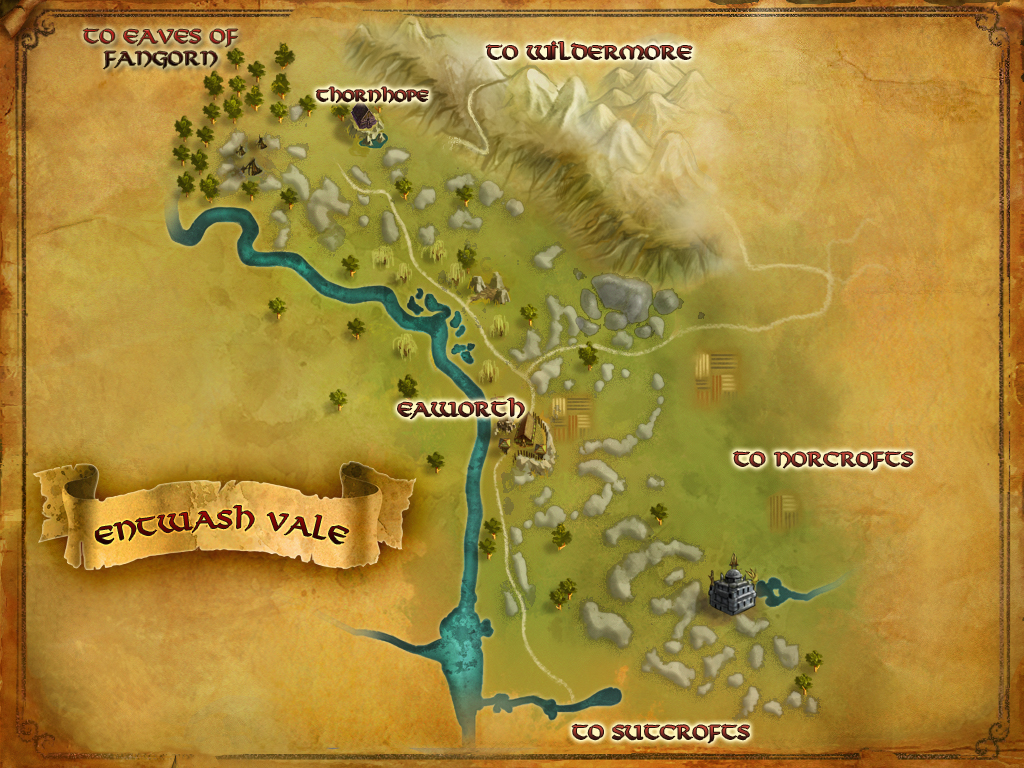 TO EAVES OF
FANGORN
TO WILDERMORE
THORNHOPE
EAWORTH
TO NORCROFTS
ENTWASH VALE
TO SUTCROFTS